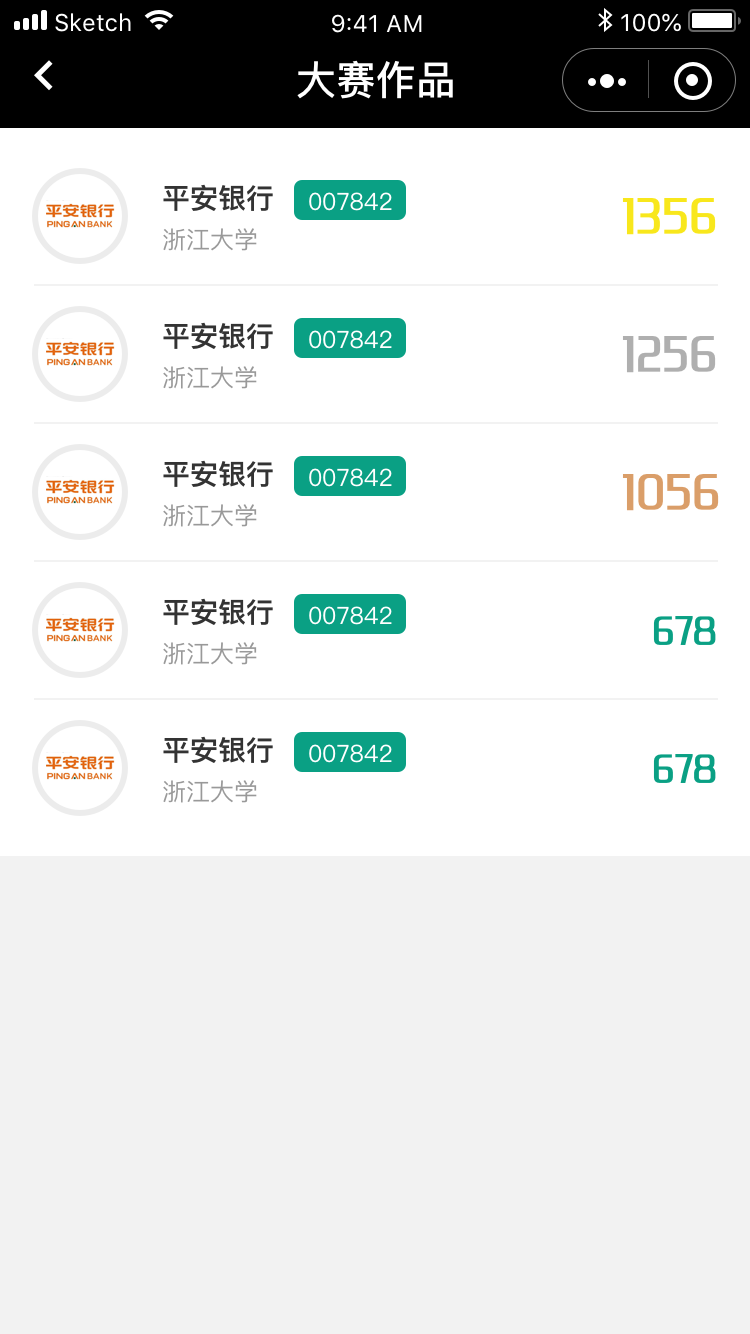 Sketch 9:41 AM 100%
大赛作品
平安银行 PINGAN BANK
平安银行 007842
浙江大学
1356
平安银行 PINGAN BANK
平安银行 007842
浙江大学
1256
平安银行 PINGAN BANK
平安银行 007842
浙江大学
1056
平安银行 PINGAN BANK
平安银行 007842
浙江大学
678
平安银行 PINGAN BANK
平安银行 007842
浙江大学
678